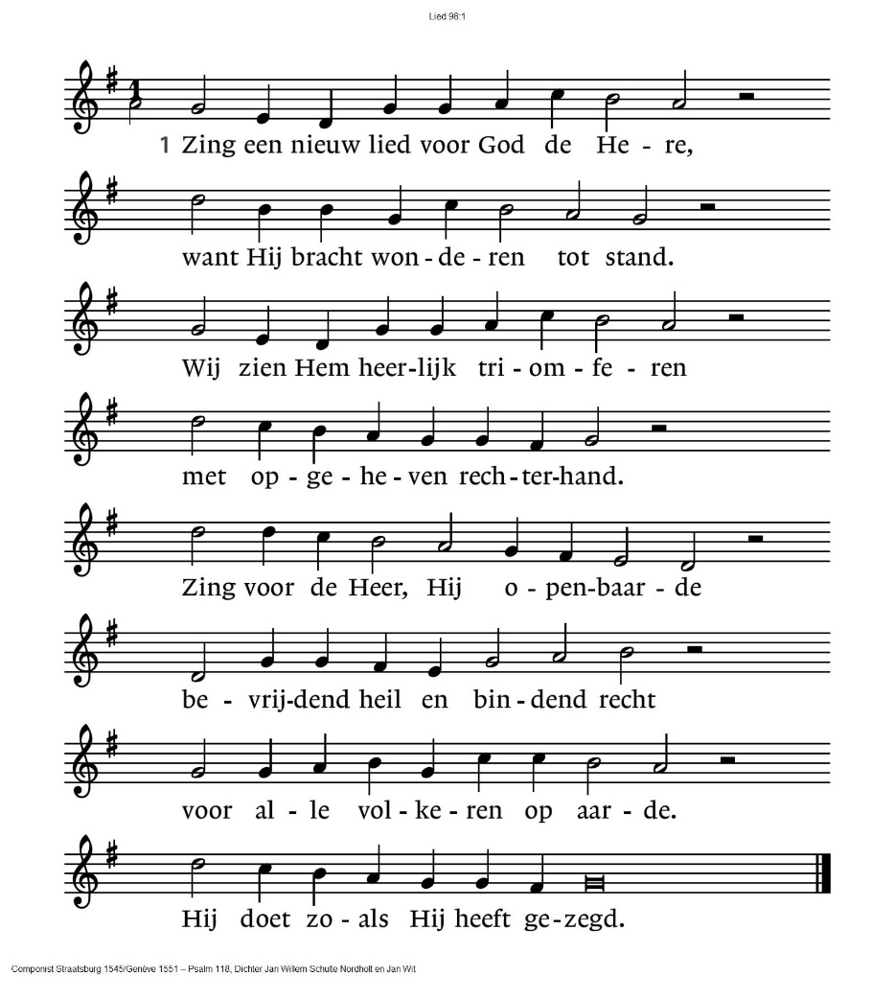 Lied 98:1
1
1 Zing een nieuw lied voor God de He - re,
want Hij bracht won - de - ren tot stand.
Wij zien Hem heer-lijk tri - om - fe - ren
met op - ge - he - ven rech - ter-hand.
Zing voor de Heer, Hij o - pen-baar - de
be - vrij-dend heil en bin - dend recht
voor al - le vol - ke - ren op aar - de.
Hij doet zo - als Hij heeft ge - zegd.
Componist Straatsburg 1545/Genève 1551 – Psalm 118, Dichter Jan Willem Schulte Nordholt en Jan Wit